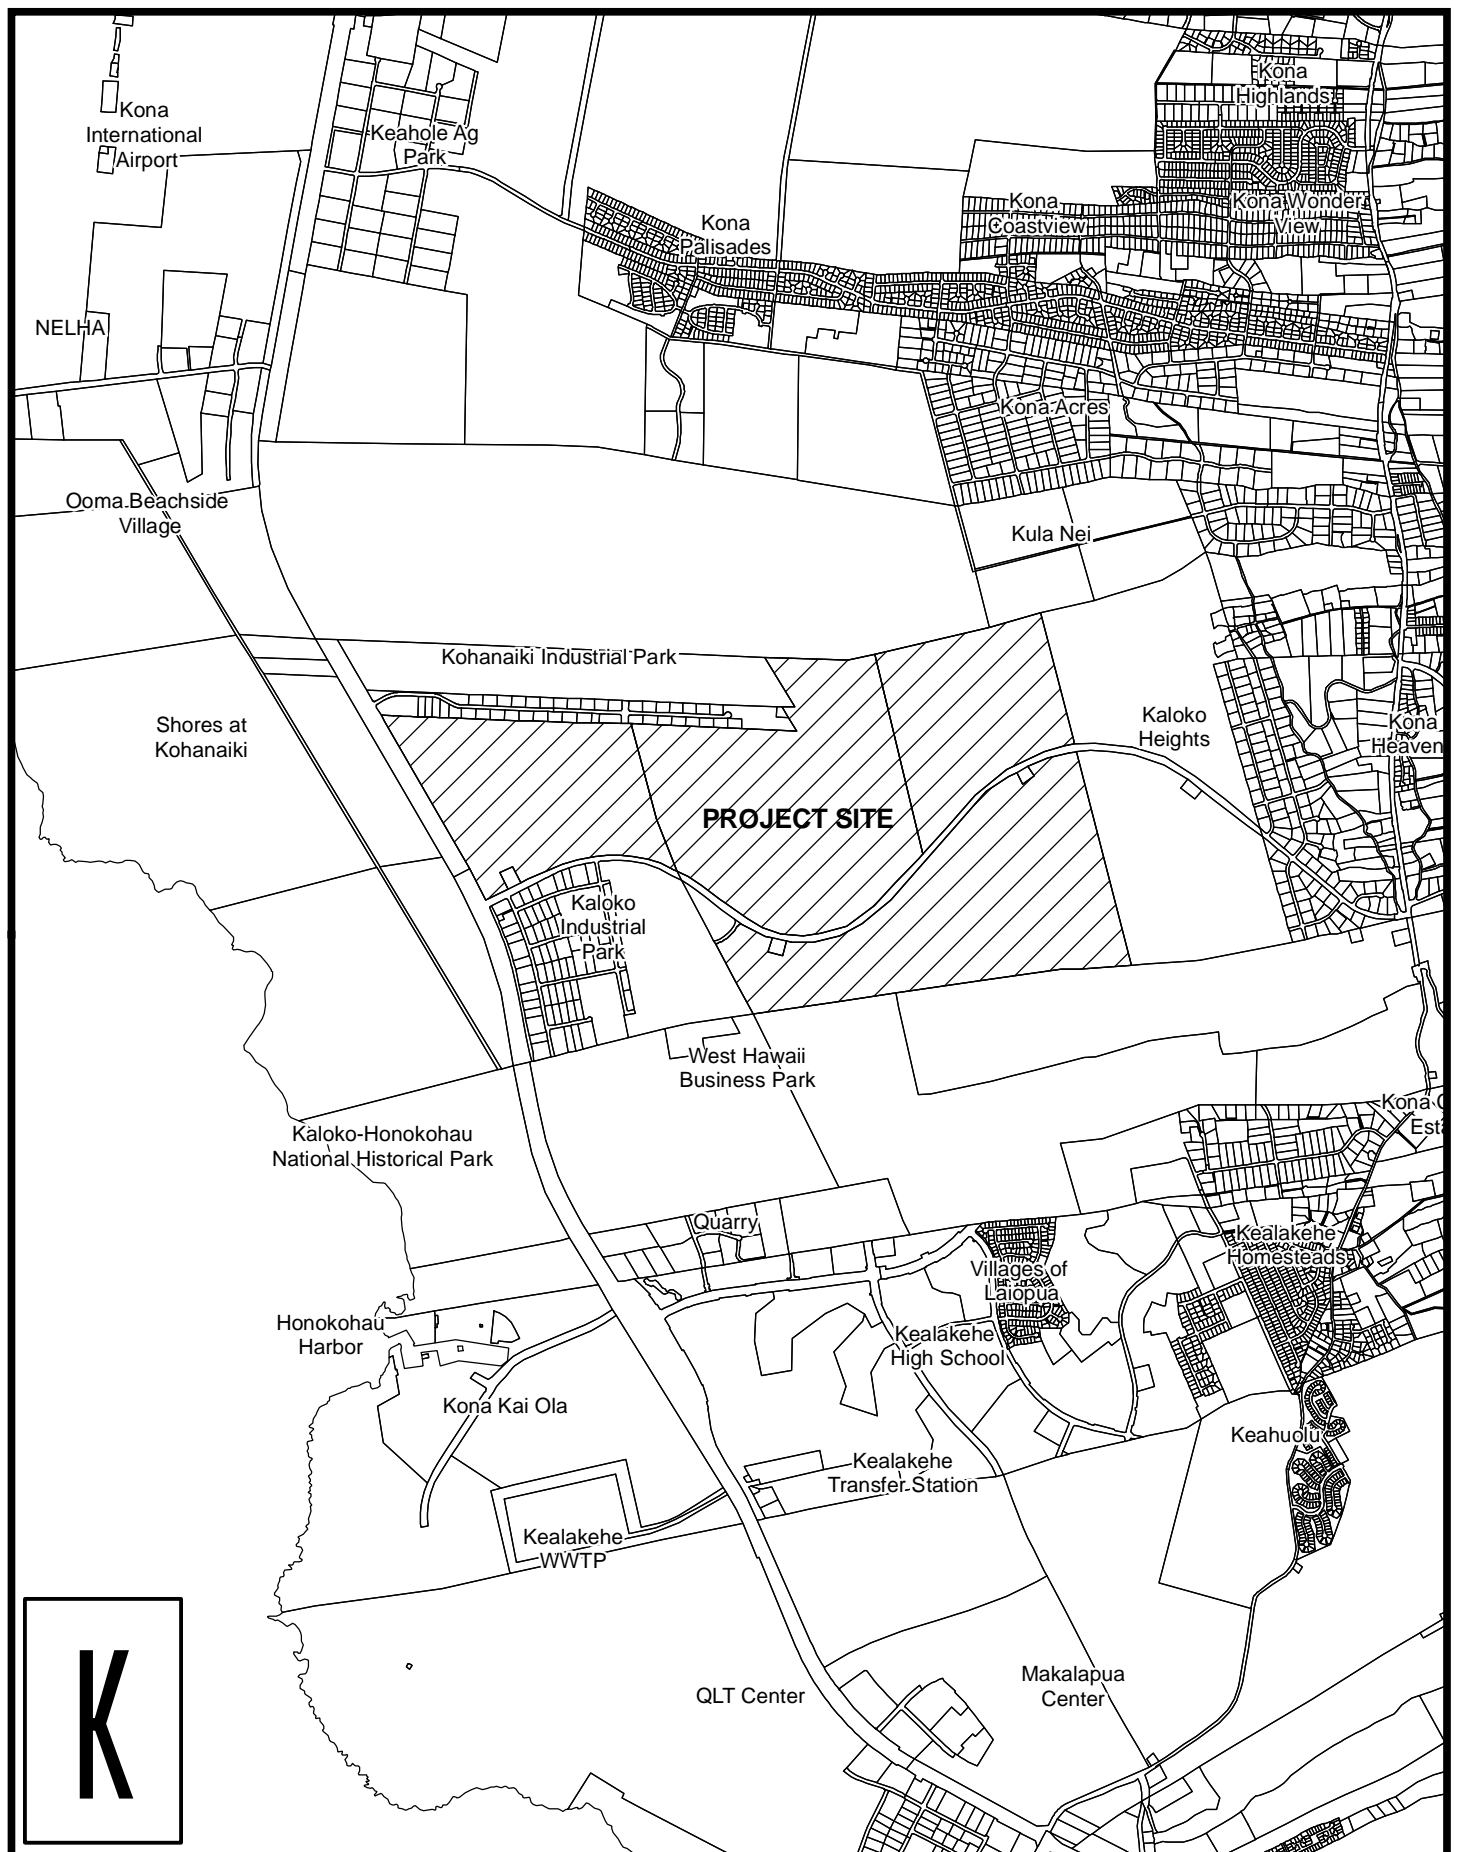 Kona
Highlands
Kona
International
Airport
Keahole Ag
Park
Kona
Coastview
Kona Wonder
View
Kona
Palisades
NELHA
Kona Acres
Ooma Beachside
Village
Kula Nei
Kohanaiki Industrial Park
Shores at
Kohanaiki
Kaloko
Heights
Kona
Heaven
PROJECT SITE
Kaloko
Industrial
Park
West Hawaii
Business Park
Kona
Kaloko-Honokohau
National Historical Park
Quarry
Kealakehe
Homesteads
Villages of
Laiopua
Honokohau
Harbor
Kealakehe
High School
Kona Kai Ola
Keahuolu
Kealakehe
Transfer Station
Kealakehe
WWTP
QLT Center
Makalapua
Center
K